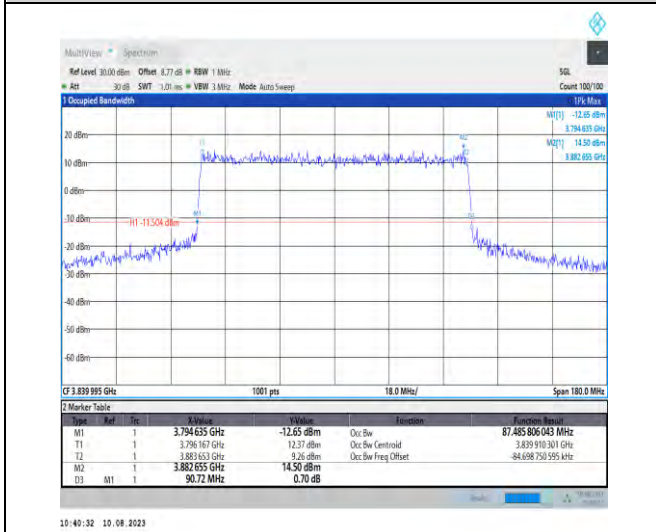 MultiView Spectrum
Ref Level 30.00 dBm Offset 8.77 dB RBW 1 MHz SGL
Att 30 dB SWT 1.01 ms VBW 3 MHz Mode Auto Sweep Count 100/100
1 Occupied Bandwidth 1Pk Max
M1[1] -12.65 dBm
3.794 635 GHz
M2[1] 14.50 dBm
3.882 655 GHz
20 dBm
10 dBm
0 dBm
-10 dBm
H1 -11.504 dBm
M1
M2
-20 dBm
-30 dBm
-40 dBm
-50 dBm
-60 dBm
CF 3.839 995 GHz 1001 pts 18.0 MHz/ Span 180.0 MHz
2 Marker Table
Type Ref Trc X-Value Y-Value Function Function Result
M1 1 3.794 635 GHz -12.65 dBm Occ Bw 87.485 806 043 MHz
T1 1 3.796 167 GHz 12.37 dBm Occ Bw Centroid 3.839 910 301 GHz
T2 1 3.883 653 GHz 9.26 dBm Occ Bw Freq Offset -84.698 750 595 kHz
M2 1 3.882 655 GHz 14.50 dBm
D3 M1 1 90.72 MHz 0.70 dB
10:40:32 10.08.2023